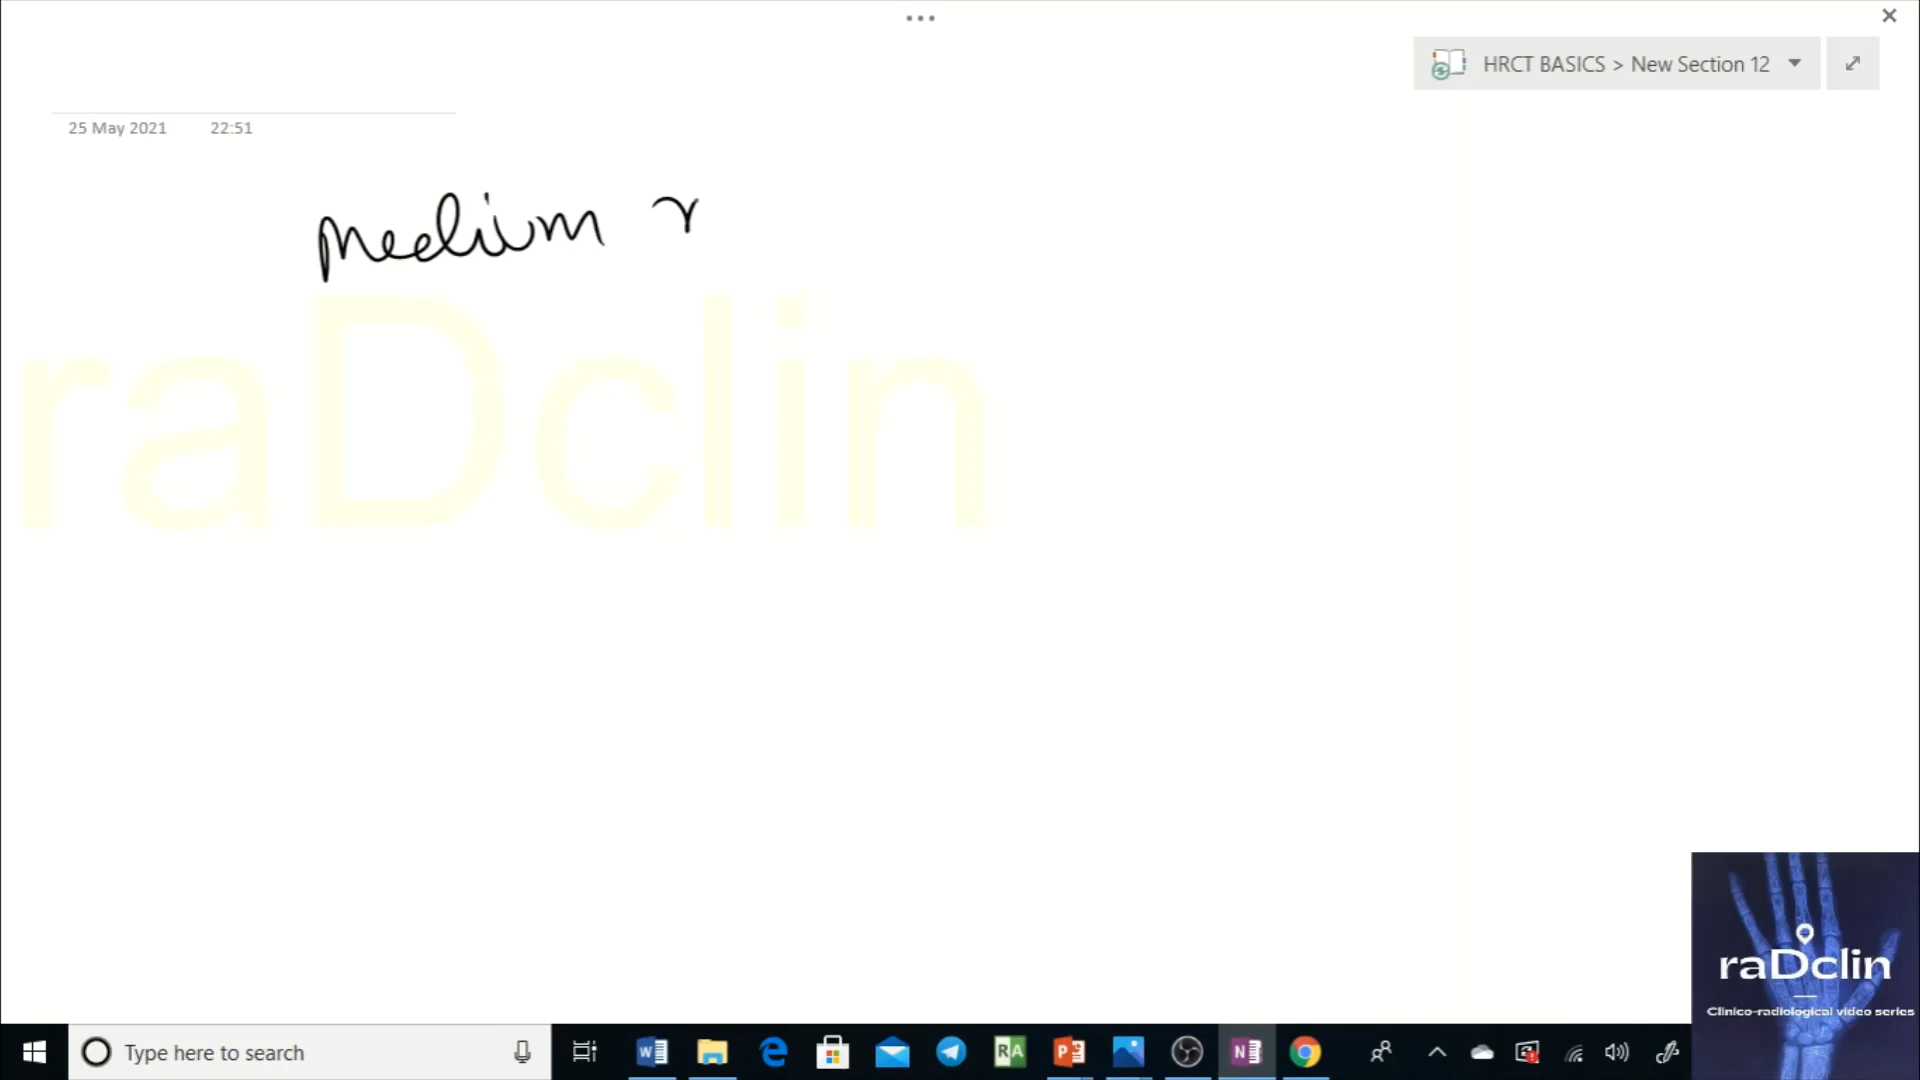 HRCT BASICS > New Section 12
25 May 2021 22:51
Medium r
raDclin
raDclin
Clinico-radiological video series
Type here to search